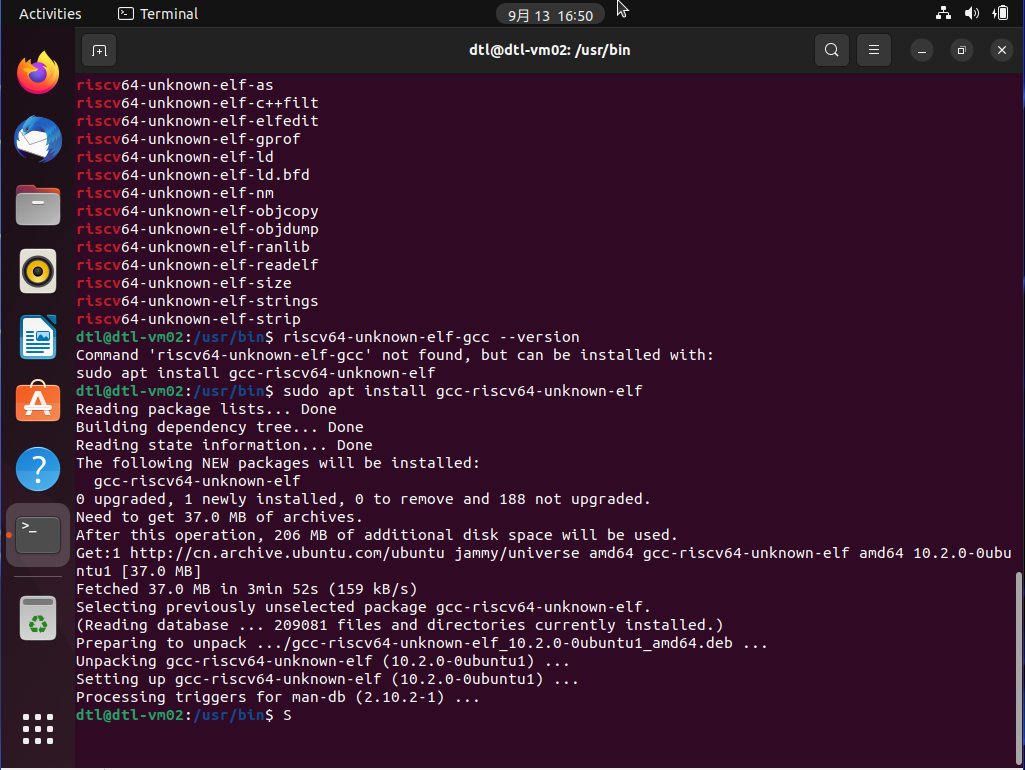 Activities
Terminal
9月 13 16:50
dtl@dtl-vm02: /usr/bin
riscv64-unknown-elf-as
riscv64-unknown-elf-c++filt
riscv64-unknown-elf-elfedit
riscv64-unknown-elf-gprof
riscv64-unknown-elf-ld
riscv64-unknown-elf-ld.bfd
riscv64-unknown-elf-nm
riscv64-unknown-elf-objcopy
riscv64-unknown-elf-objdump
riscv64-unknown-elf-ranlib
riscv64-unknown-elf-readelf
riscv64-unknown-elf-size
riscv64-unknown-elf-strings
riscv64-unknown-elf-strip
dtl@dtl-vm02:/usr/bin$ riscv64-unknown-elf-gcc --version
Command 'riscv64-unknown-elf-gcc' not found, but can be installed with:
sudo apt install gcc-riscv64-unknown-elf
dtl@dtl-vm02:/usr/bin$ sudo apt install gcc-riscv64-unknown-elf
Reading package lists... Done
Building dependency tree... Done
Reading state information... Done
The following NEW packages will be installed:
gcc-riscv64-unknown-elf
0 upgraded, 1 newly installed, 0 to remove and 188 not upgraded.
Need to get 37.0 MB of archives.
After this operation, 206 MB of additional disk space will be used.
Get:1 http://cn.archive.ubuntu.com/ubuntu jammy/universe amd64 gcc-riscv64-unknown-elf amd64 10.2.0-0ubu
ntu1 [37.0 MB]
Fetched 37.0 MB in 3min 52s (159 kB/s)
Selecting previously unselected package gcc-riscv64-unknown-elf.
(Reading database ... 209081 files and directories currently installed.)
Preparing to unpack .../gcc-riscv64-unknown-elf_10.2.0-0ubuntu1_amd64.deb ...
Unpacking gcc-riscv64-unknown-elf (10.2.0-0ubuntu1) ...
Setting up gcc-riscv64-unknown-elf (10.2.0-0ubuntu1) ...
Processing triggers for man-db (2.10.2-1) ...
dtl@dtl-vm02:/usr/bin$ S